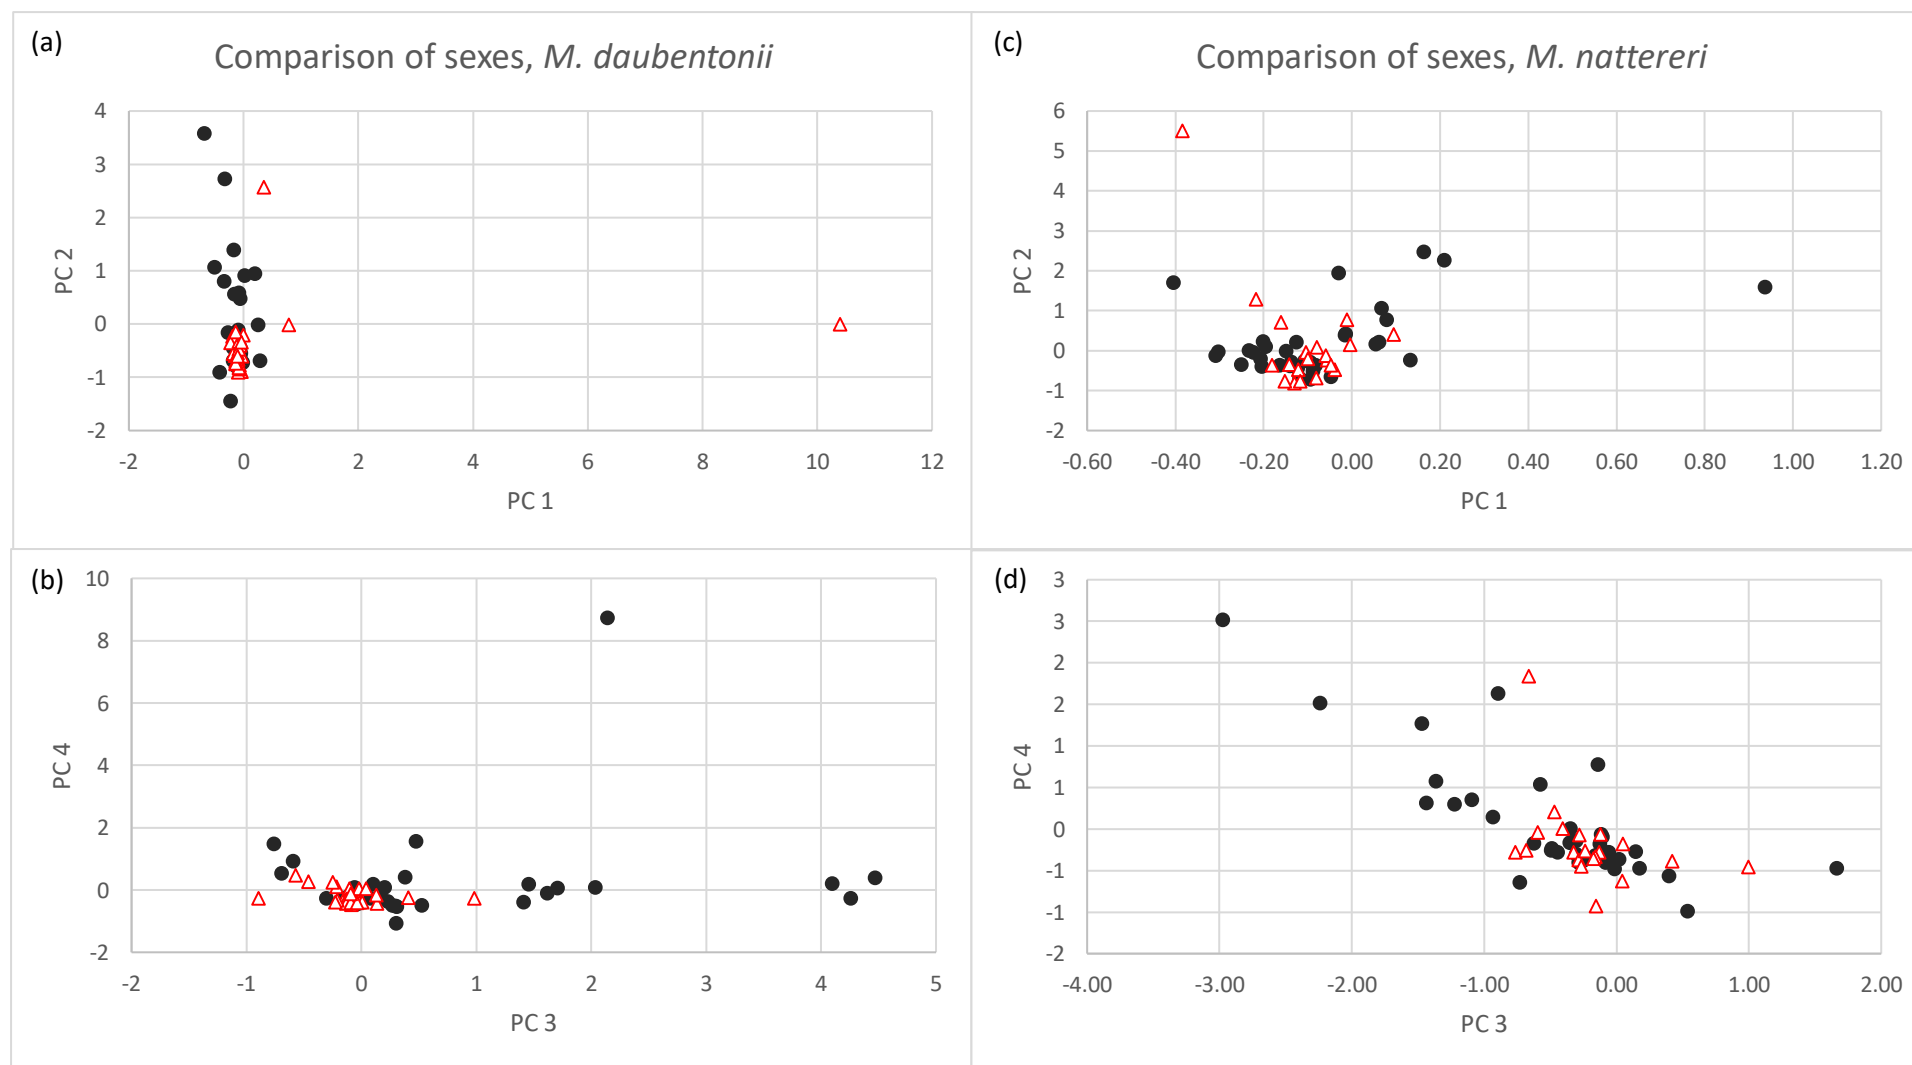 (a)
Comparison of sexes, M. daubentonii
4
3
2
1
0
-1
-2
PC 2
-2 0 2 4 6 8 10 12
PC 1
(c)
Comparison of sexes, M. nattereri
6
5
4
3
2
1
0
-1
-2
PC 2
-0.60 -0.40 -0.20 0.00 0.20 0.40 0.60 0.80 1.00 1.20
PC 1
(b)
10
8
6
4
2
0
-2
PC 4
-2 -1 0 1 2 3 4 5
PC 3
(d)
3
3
2
2
1
1
0
-1
-1
-2
PC 4
-4.00 -3.00 -2.00 -1.00 0.00 1.00 2.00
PC 3